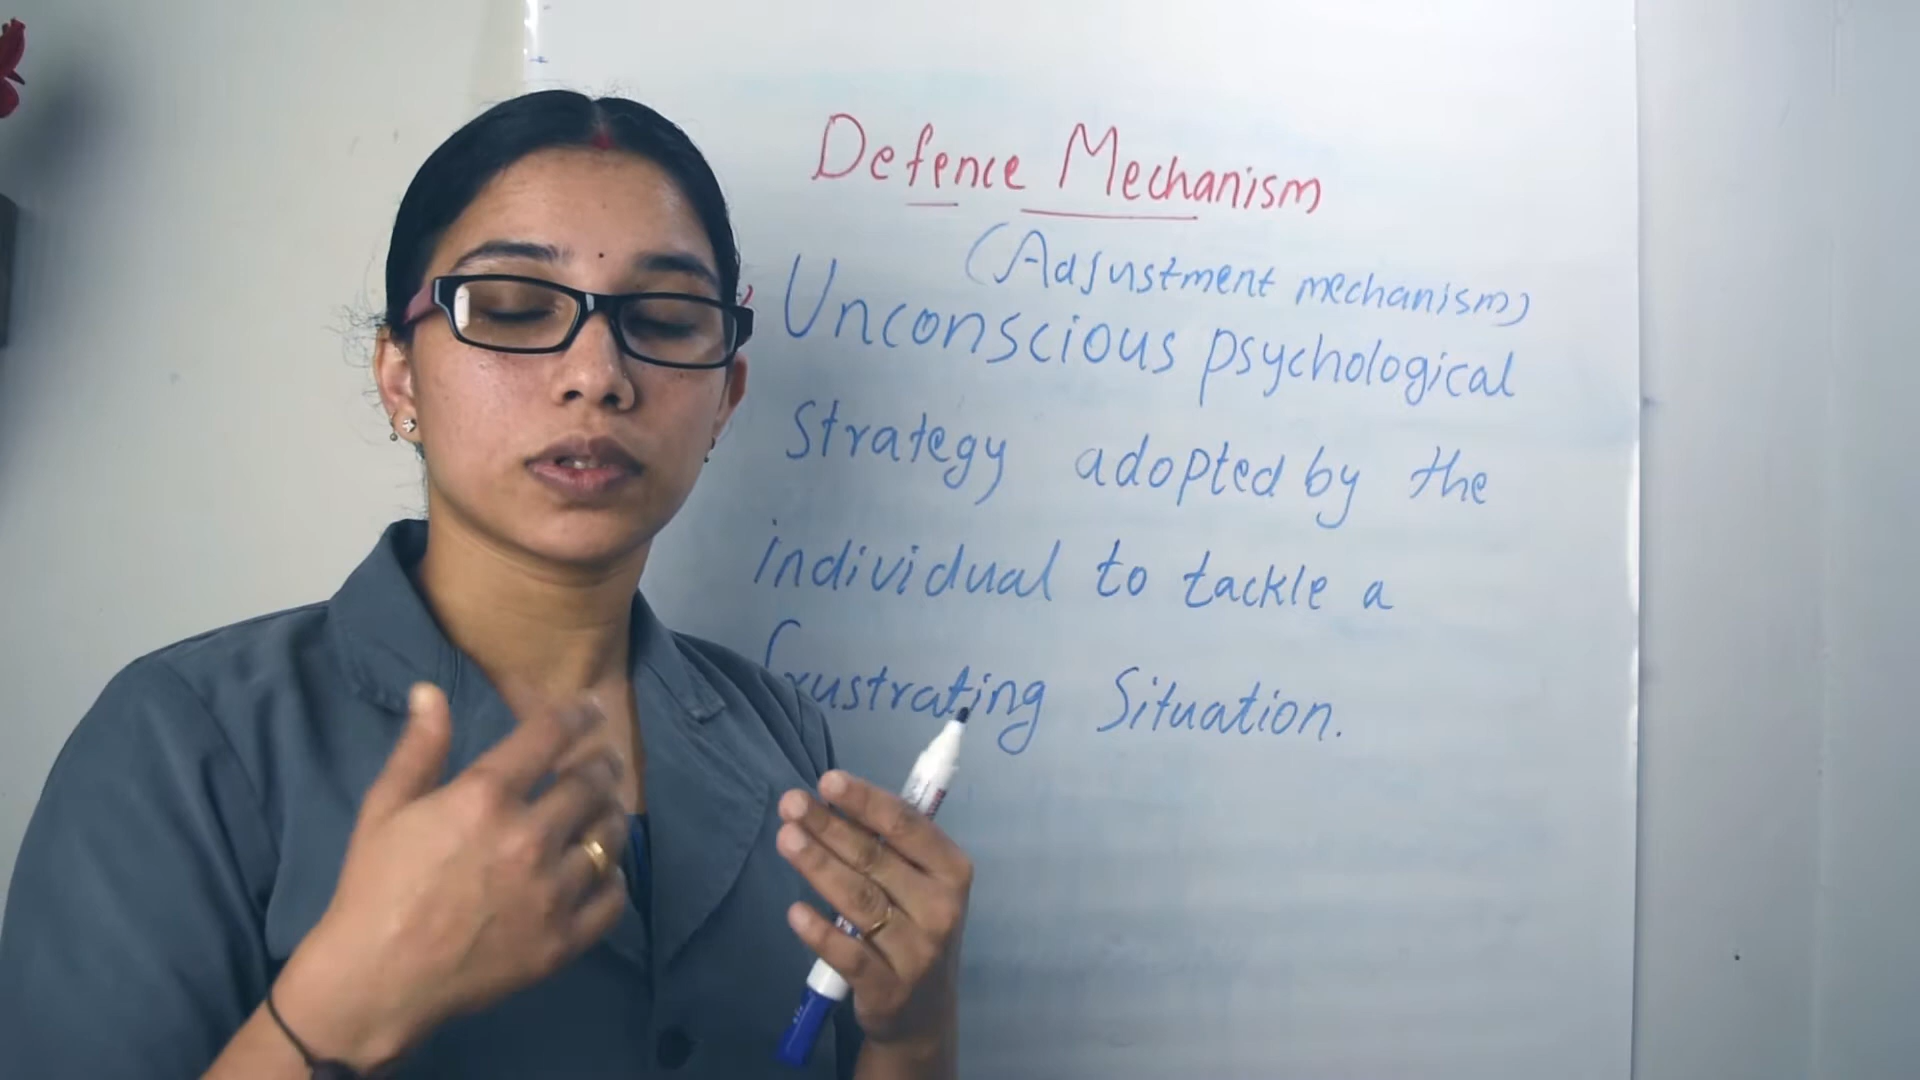 Defence Mechanism
(Adjustment mechanism)
Unconscious psychological
Strategy adopted by the
individual to tackle a
frustrating Situation.